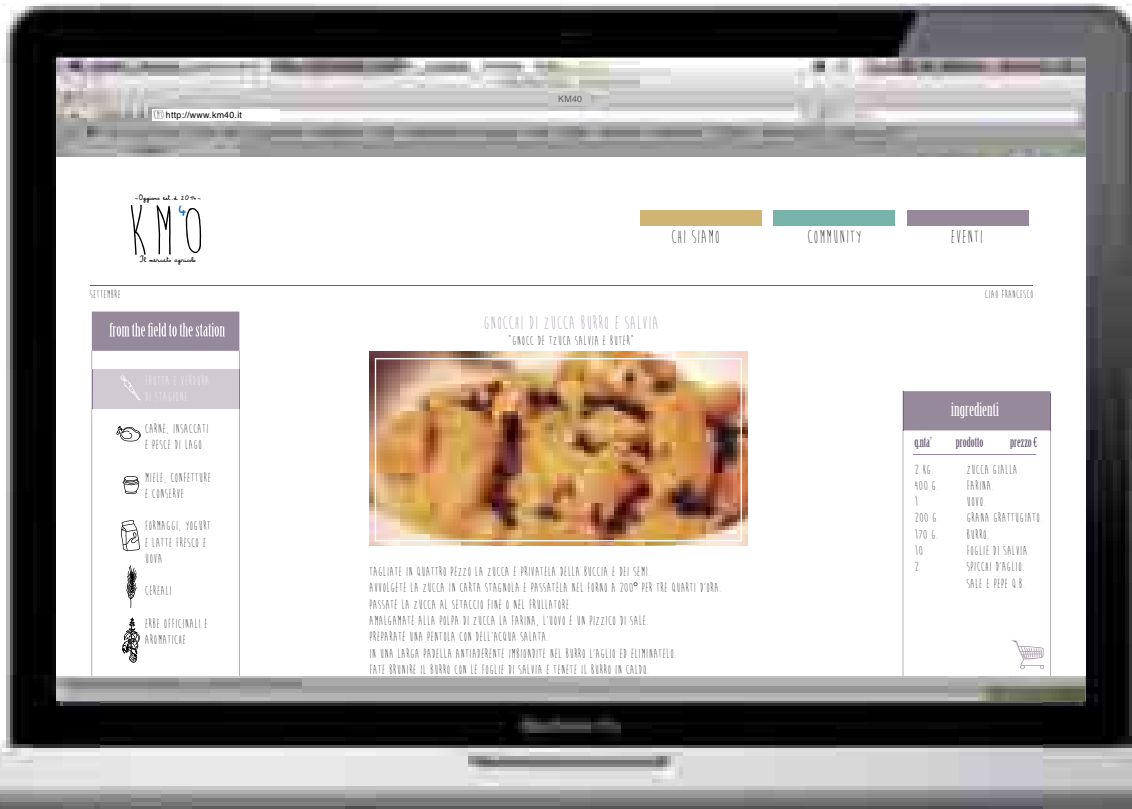 KM40
http://www.km40.it
KM40
Il mercato agricolo
CHI SIAMO
COMMUNITY
EVENTI
SETTEMBRE
CIAO FRANCESCO
from the field to the station
FRUTTA E VERDURA
DI STAGIONE
CARNE, INSACCATI
E PESCE DI LAGO
MIELE, CONFETTURE
E CONSERVE
FORMAGGI, YOGURT
E LATTE FRESCO E
UOVA
CEREALI
ERBE OFFICINALI E
AROMATICHE
GNOCCHI DI ZUCCA BURRO E SALVIA
"GNOCC DE TZUCA SALVIA E BUTER"
TAGLIATE IN QUATTRO PEZZO LA ZUCCA E PRIVATELA DELLA BUCCIA E DEI SEMI.
AVVOLGETE LA ZUCCA IN CARTA STAGNOLA E PASSATELA NEL FORNO A 200° PER TRE QUARTI D'ORA.
PASSATE LA ZUCCA AL SETACCIO FINE O NEL FRULLATORE.
AMALGAMATE ALLA POLPA DI ZUCCA LA FARINA, L'UOVO E UN PIZZICO DI SALE.
PREPARATE UNA PENTOLA CON DELL'ACQUA SALATA.
IN UNA LARGA PADELLA ANTIADERENTE IMBIONDITE NEL BURRO L'AGLIO ED ELIMINATELO.
FATE BRUNIRE IL BURRO CON LE FOGLIE DI SALVIA E TENETE IL BURRO IN CALDO
ingredienti
q.nta' prodotto prezzo €
2 KG. ZUCCA GIALLA
400 G. FARINA
1 UOVO
200 G. GRANA GRATTUGIATO
170 G. BURRO
10 FOGLIE DI SALVIA
2 SPICCHI D'AGLIO
SALE E PEPE Q.B